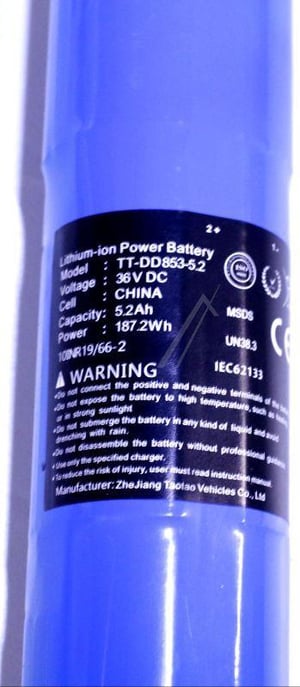 2+
1-
Lithium-ion Power Battery
Model : TT-DD853-5.2
Voltage : 36V DC
Cell : CHINA
Capacity: 5.2Ah
Power : 187.2Wh
10INR19/66-2
MSDS
UN38.3
CE
IEC62133
WARNING
•Do not connect the positive and negative terminals of the
•Do not expose the battery to high temperature, such as
or in strong sunlight
•Do not submerge the battery in any kind of liquid and avoid
drenching with rain.
•Do not disassemble the battery without professional guidance
•Use only the specified charger.
•To reduce the risk of injury, user must read instruction manual.
Manufacturer: ZheJiang Taotao Vehicles Co., Ltd